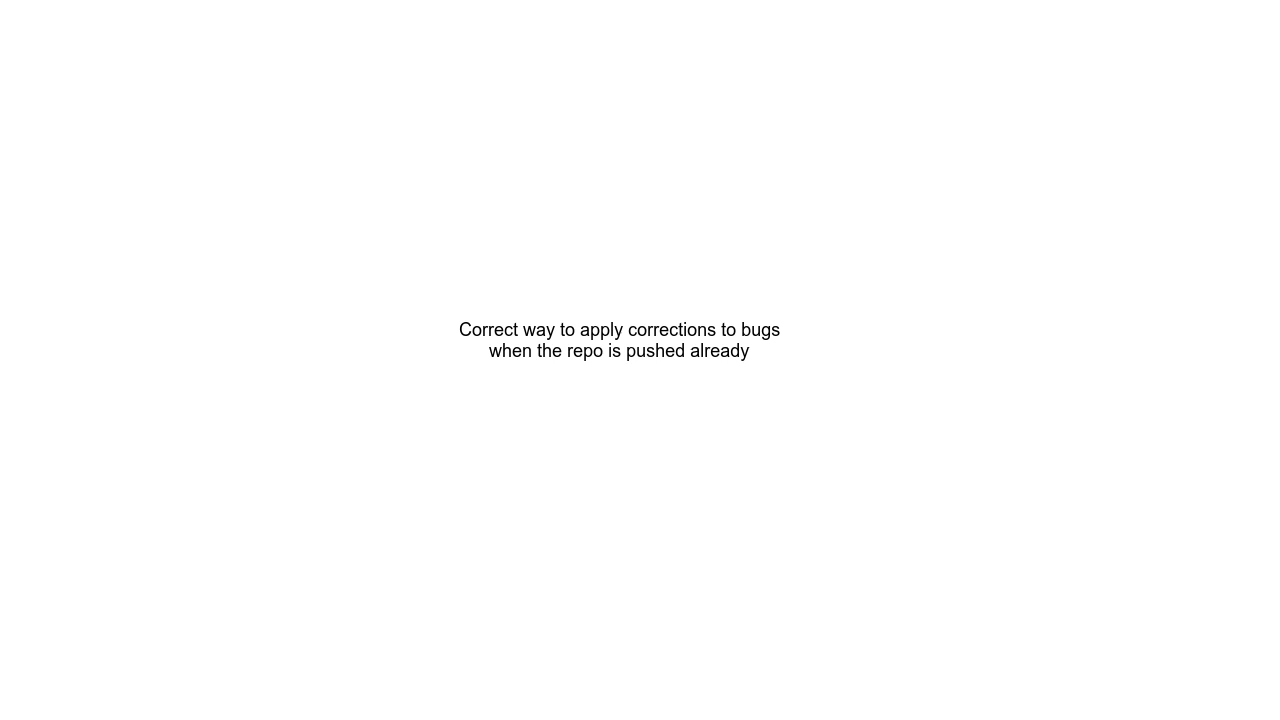 Correct way to apply corrections to bugs
when the repo is pushed already